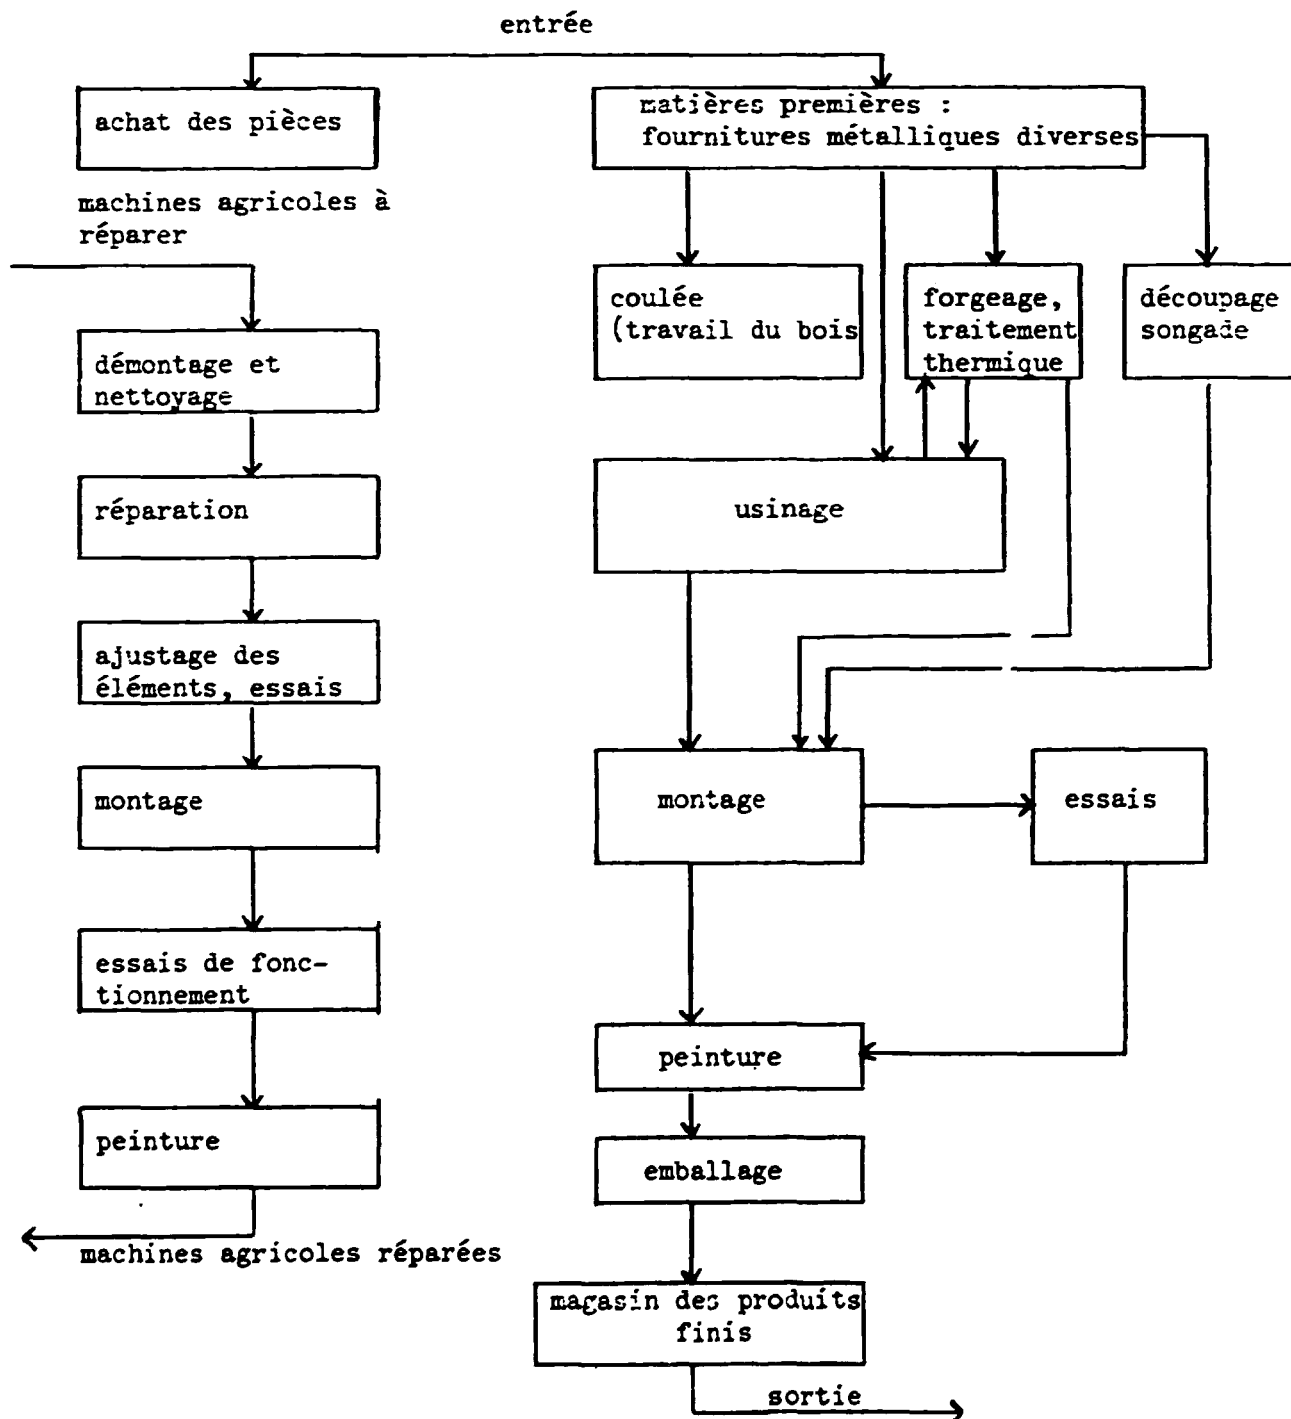 entrée
achat des pièces
matières premières :
fournitures métalliques diverses
machines agricoles à
réparer
coulée
(travail du bois
forgeage,
traitement
thermique
découpage
songade
démontage et
nettoyage
réparation
usinage
ajustage des
éléments, essais
montage
montage
essais
essais de fonc-
tionnement
peinture
peinture
emballage
machines agricoles réparées
magasin des produits
finis
sortie